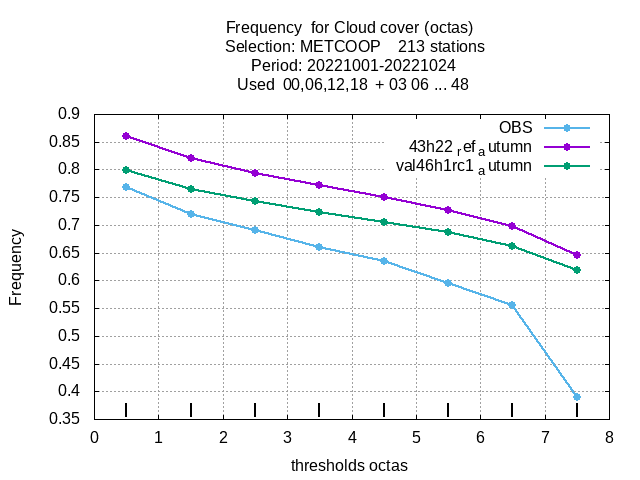 Frequency for Cloud cover (octas)
Selection: METCOOP 213 stations
Period: 20221001-20221024
Used 00,06,12,18 + 03 06 ... 48
0.9
0.85
0.8
0.75
0.7
0.65
0.6
0.55
0.5
0.45
0.4
0.35
Frequency
OBS
43h22 ref autumn
val46h1rc1 autumn
0 1 2 3 4 5 6 7 8
thresholds octas